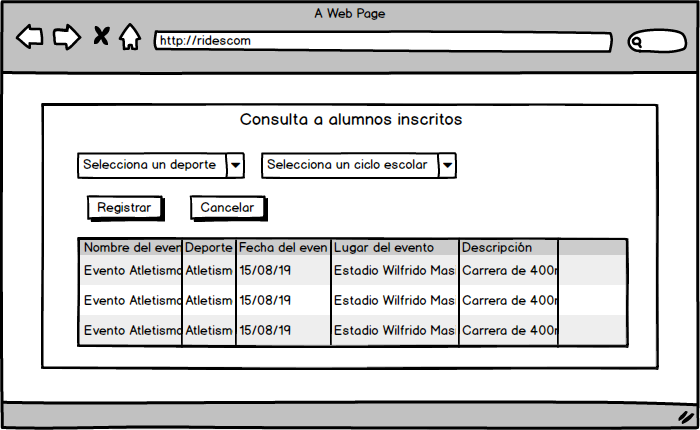 A Web Page
http://ridescom
Consulta a alumnos inscritos
Selecciona un deporte Selecciona un ciclo escolar
Registrar Cancelar
Nombre del even Deporte Fecha del even Lugar del evento Descripción
Evento Atletismo Atletism 15/08/19 Estadio Wilfrido Mas Carrera de 400m
Evento Atletismo Atletism 15/08/19 Estadio Wilfrido Mas Carrera de 400m
Evento Atletismo Atletism 15/08/19 Estadio Wilfrido Mas Carrera de 400m